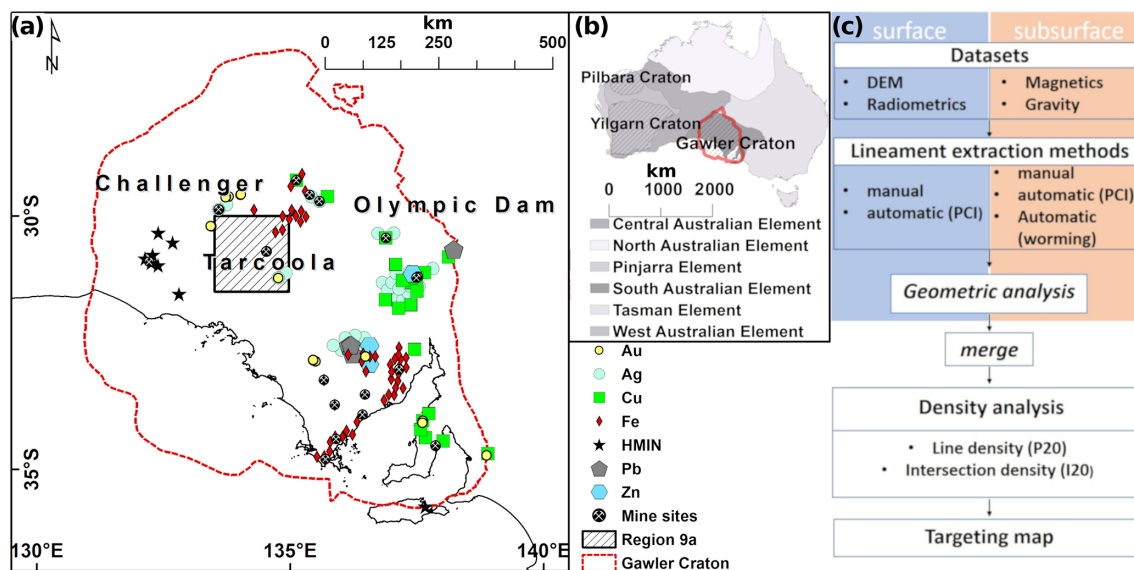 (a)
N
km
0 125 250 500
Challenger
Olympic Dam
Tarcoola
30°S
35°S
130°E
135°E
140°E
(b)
Pilbara Craton
Yilgarn Craton
Gawler Craton
km
0 1000 2000
Central Australian Element
North Australian Element
Pinjarra Element
South Australian Element
Tasman Element
West Australian Element
Au
Ag
Cu
Fe
HMIN
Pb
Zn
Mine sites
Region 9a
Gawler Craton
(c)
surface
subsurface
Datasets
• DEM
• Radiometrics
• Magnetics
• Gravity
Lineament extraction methods
• manual
• automatic (PCI)
• manual
• automatic (PCI)
• Automatic
(worming)
Geometric analysis
merge
Density analysis
• Line density (P20)
• Intersection density (I20)
Targeting map